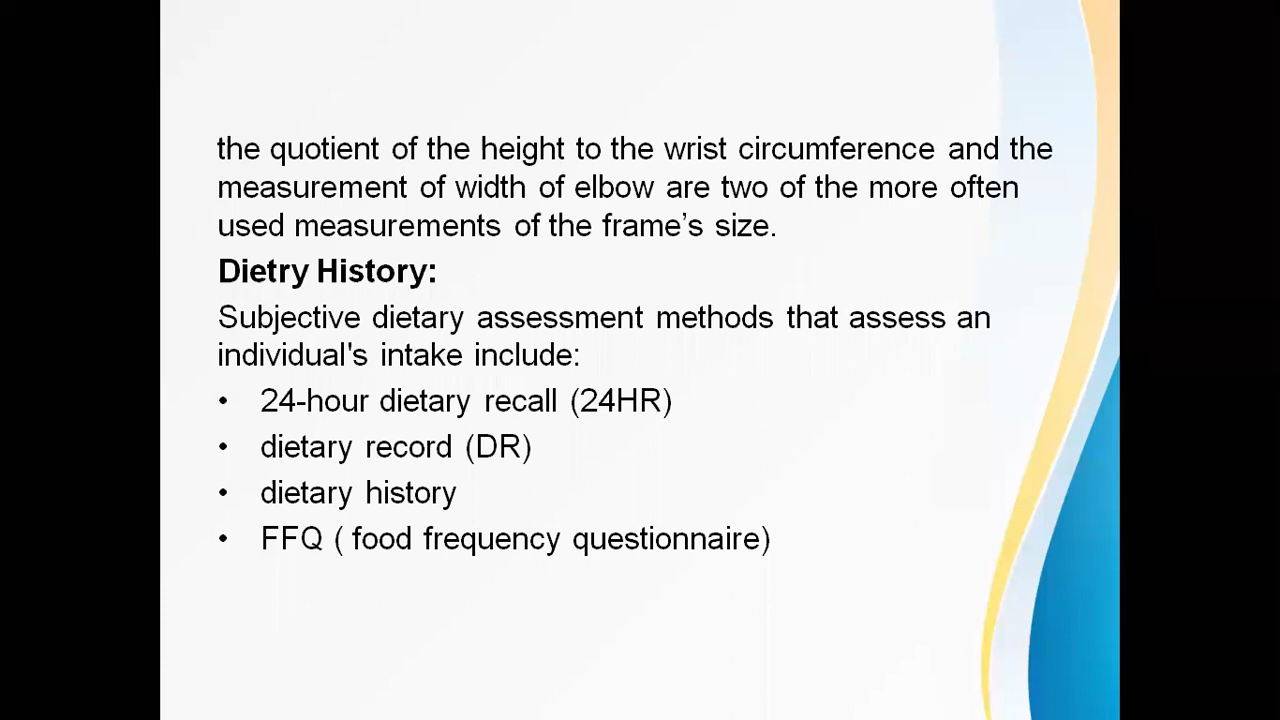 the quotient of the height to the wrist circumference and the
measurement of width of elbow are two of the more often
used measurements of the frame’s size.
Dietry History:
Subjective dietary assessment methods that assess an
individual's intake include:
• 24-hour dietary recall (24HR)
• dietary record (DR)
• dietary history
• FFQ ( food frequency questionnaire)